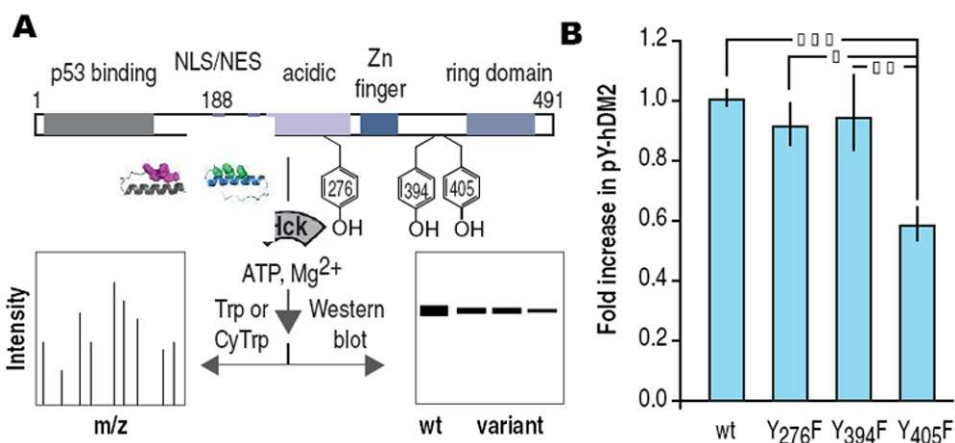 A
p53 binding
NLS/NES
acidic
Zn
finger
ring domain
1
188
491
276
394
405
OH
OH
OH
ATP, Mg2+
Trp or
CyTrp
Western
blot
Intensity
m/z
wt
variant
B
Fold increase in pY-hDM2
1.2
1.0
0.8
0.6
0.4
0.2
0.0
wt
Y276F
Y394F
Y405F